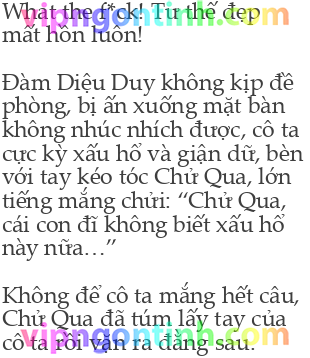 What the f*ck! Tư thế đẹp
mất hồn luôn!
Đàm Diệu Duy không kịp đề
phòng, bị ấn xuống mặt bàn
không nhúc nhích được, cô ta
cực kỳ xấu hổ và giận dữ, bèn
với tay kéo tóc Chử Qua, lớn
tiếng mắng chửi: “Chử Qua,
cái con đĩ không biết xấu hổ
này nữa…”
Không để cô ta mắng hết câu,
Chử Qua đã túm lấy tay của
cô ta rồi vặn ra đằng sau.
vipngontinh.com
vipngontinh.com